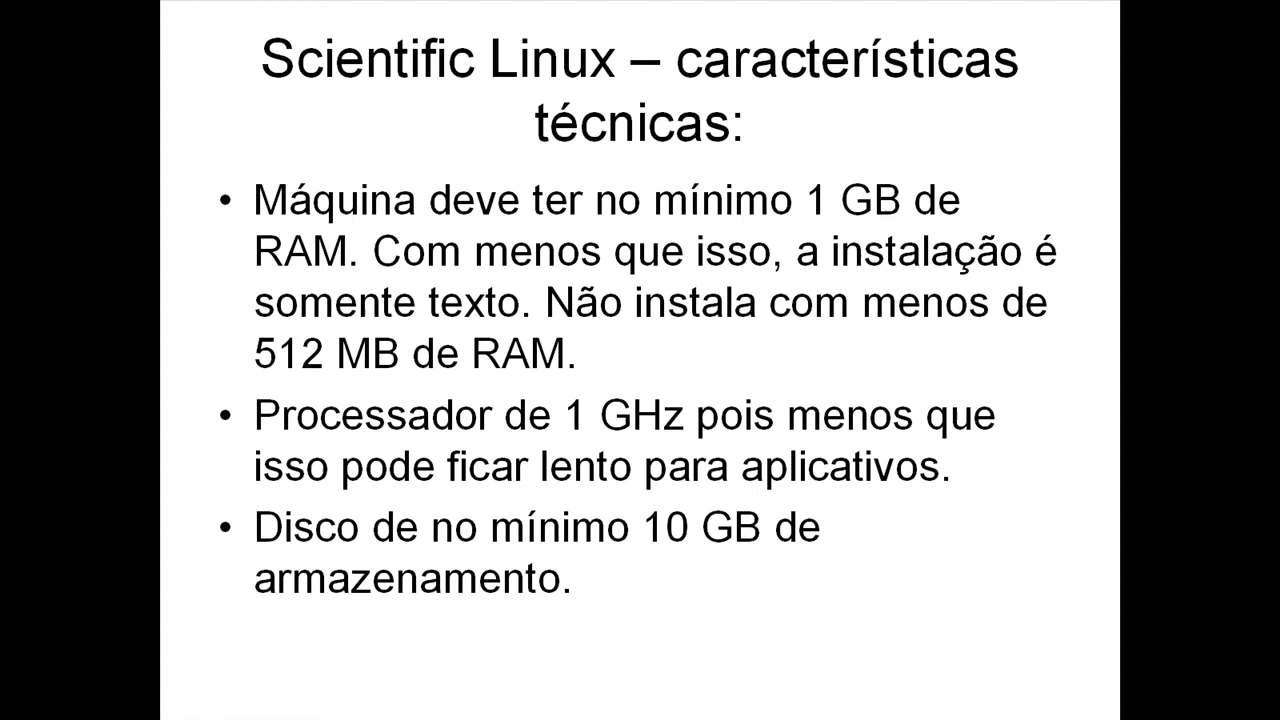 Scientific Linux – características
técnicas:
• Máquina deve ter no mínimo 1 GB de
RAM. Com menos que isso, a instalação é
somente texto. Não instala com menos de
512 MB de RAM.
• Processador de 1 GHz pois menos que
isso pode ficar lento para aplicativos.
• Disco de no mínimo 10 GB de
armazenamento.